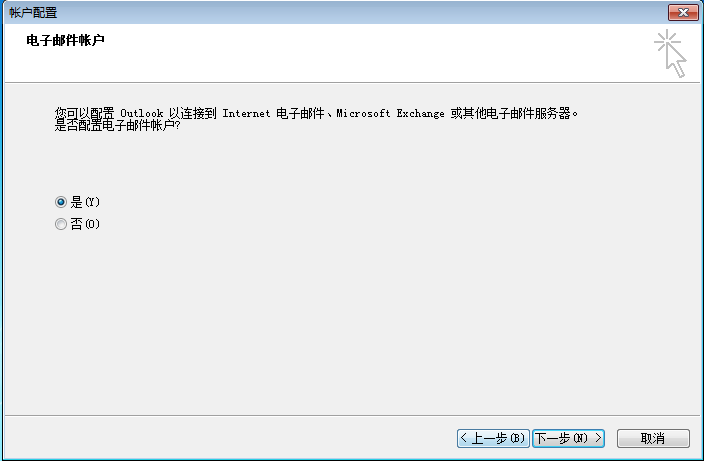 帐户配置
电子邮件帐户
您可以配置 Outlook 以连接到 Internet 电子邮件、Microsoft Exchange 或其他电子邮件服务器。
是否配置电子邮件帐户?
是(Y)
否(O)
< 上一步(B) 下一步(N) > 取消